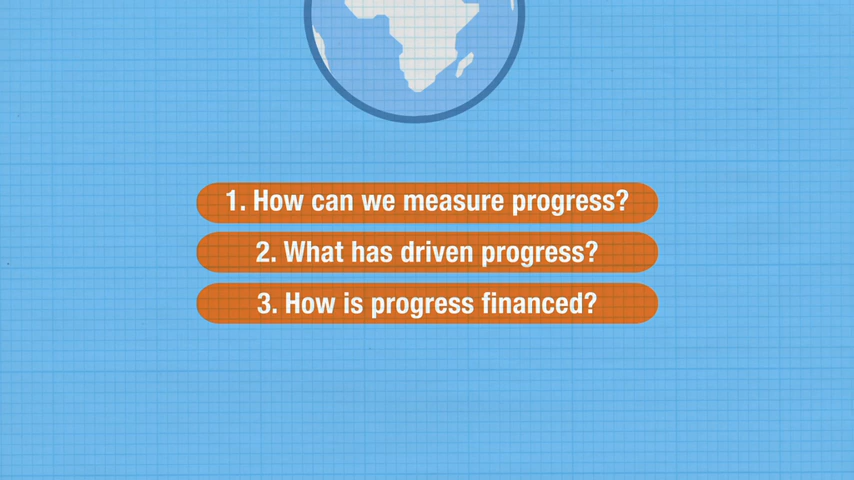 1. How can we measure progress?
2. What has driven progress?
3. How is progress financed?